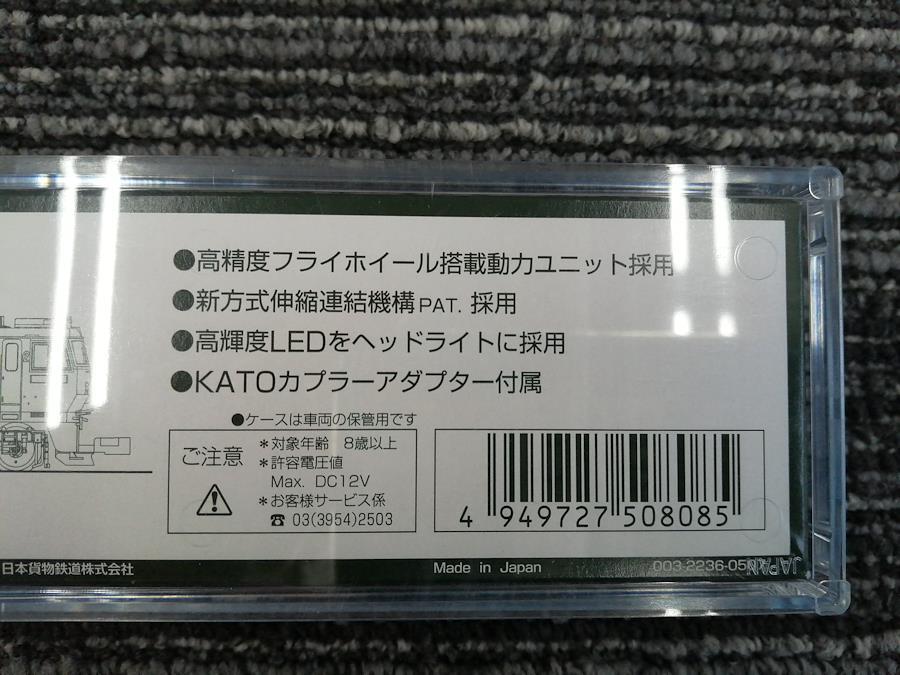 ●高精度フライホイール搭載動力ユニット採用
●新方式伸縮連結機構PAT. 採用
●高輝度LEDをヘッドライトに採用
●KATOカプラーアダプター付属
●ケースは車両の保管用です
ご注意
＊対象年齢 8歳以上
＊許容電圧値
Max. DC12V
＊お客様サービス係
☎ 03(3954)2503
4 949727 508085
日本貨物鉄道株式会社
Made in Japan
003-2236-05
JAPAN